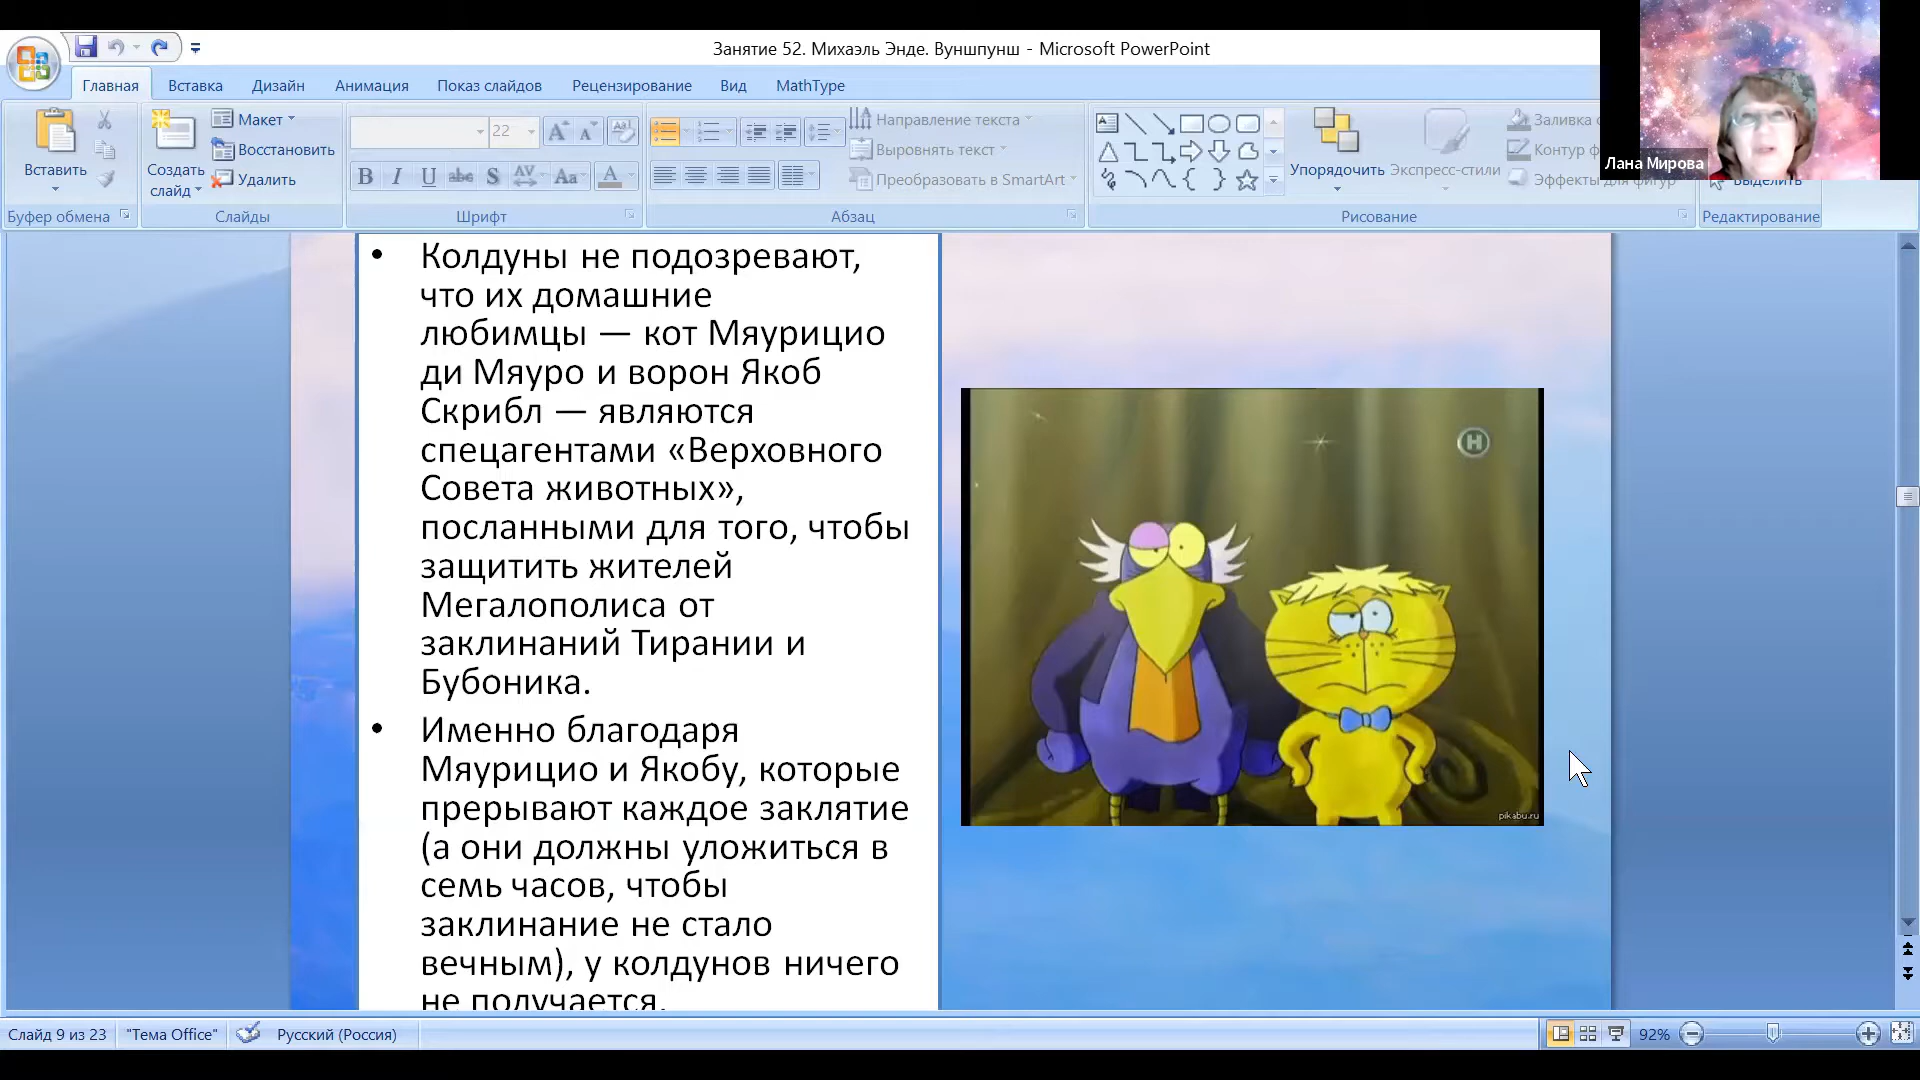 Занятие 52. Михаэль Энде. Вуншпунш - Microsoft PowerPoint
Главная Вставка Дизайн Анимация Показ слайдов Рецензирование Вид MathType
Лана Мирова
Вставить
Создать слайд
Макет
Восстановить
Удалить
22
Направление текста
Выровнять текст
Преобразовать в SmartArt
Упорядочить
Экспресс-стили
Заливка
Контур
Эффекты для фигур
Выделить
Буфер обмена Слайды Шрифт Абзац Рисование Редактирование
• Колдуны не подозревают,
что их домашние
любимцы — кот Мяурицио
ди Мяуро и ворон Якоб
Скрибл — являются
спецагентами «Верховного
Совета животных»,
посланными для того, чтобы
защитить жителей
Мегалополиса от
заклинаний Тирании и
Бубоника.
• Именно благодаря
Мяурицио и Якобу, которые
прерывают каждое заклятие
(а они должны уложиться в
семь часов, чтобы
заклинание не стало
вечным), у колдунов ничего
не получается.
Н
pikabu.ru
Слайд 9 из 23 "Тема Office" Русский (Россия) 92%